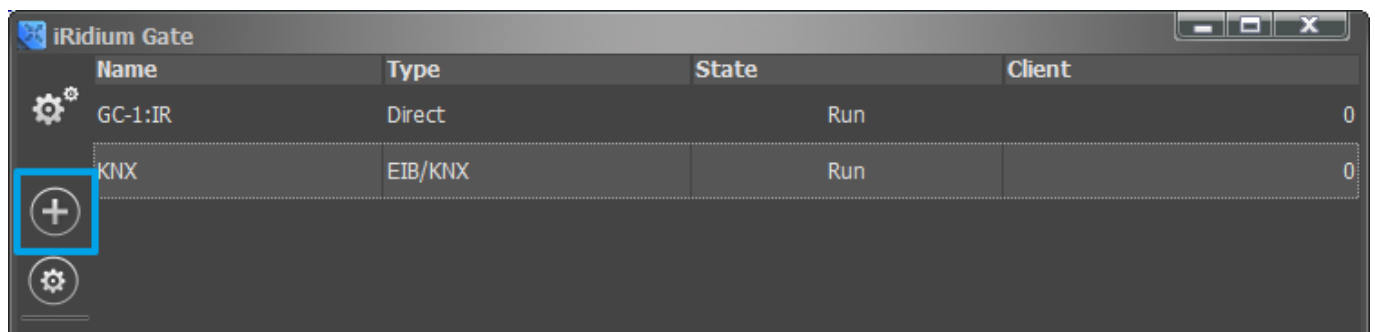 iRidium Gate
Name Type State Client
GC-1:IR Direct Run 0
KNX EIB/KNX Run 0